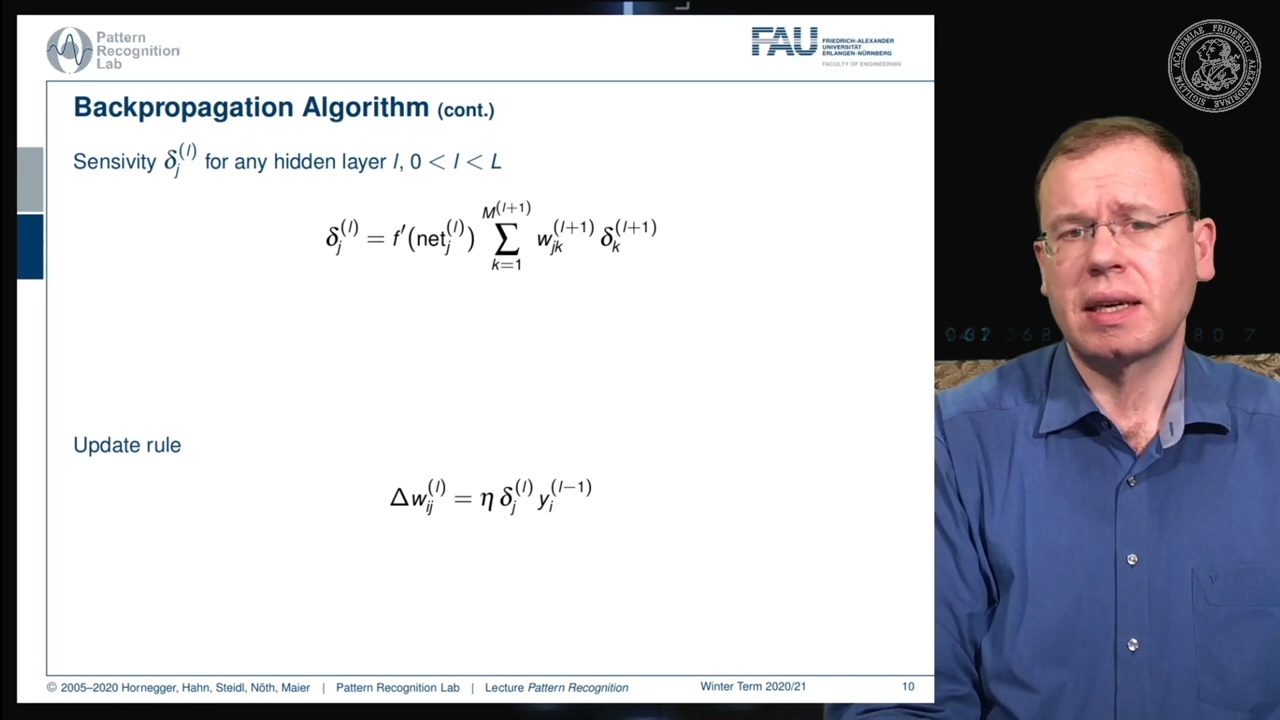 Pattern
Recognition
Lab
FAU
FRIEDRICH-ALEXANDER
UNIVERSITÄT
ERLANGEN-NÜRNBERG
FACULTY OF ENGINEERING
Backpropagation Algorithm (cont.)
Sensivity δ_j^(l) for any hidden layer l, 0 < l < L
δ_j^(l) = f′(net_j^(l)) ∑_{k=1}^{M^(l+1)} w_jk^(l+1) δ_k^(l+1)
Update rule
Δw_ij^(l) = η δ_j^(l) y_i^(l−1)
© 2005–2020 Hornegger, Hahn, Steidl, Nöth, Maier | Pattern Recognition Lab | Lecture Pattern Recognition Winter Term 2020/21 10